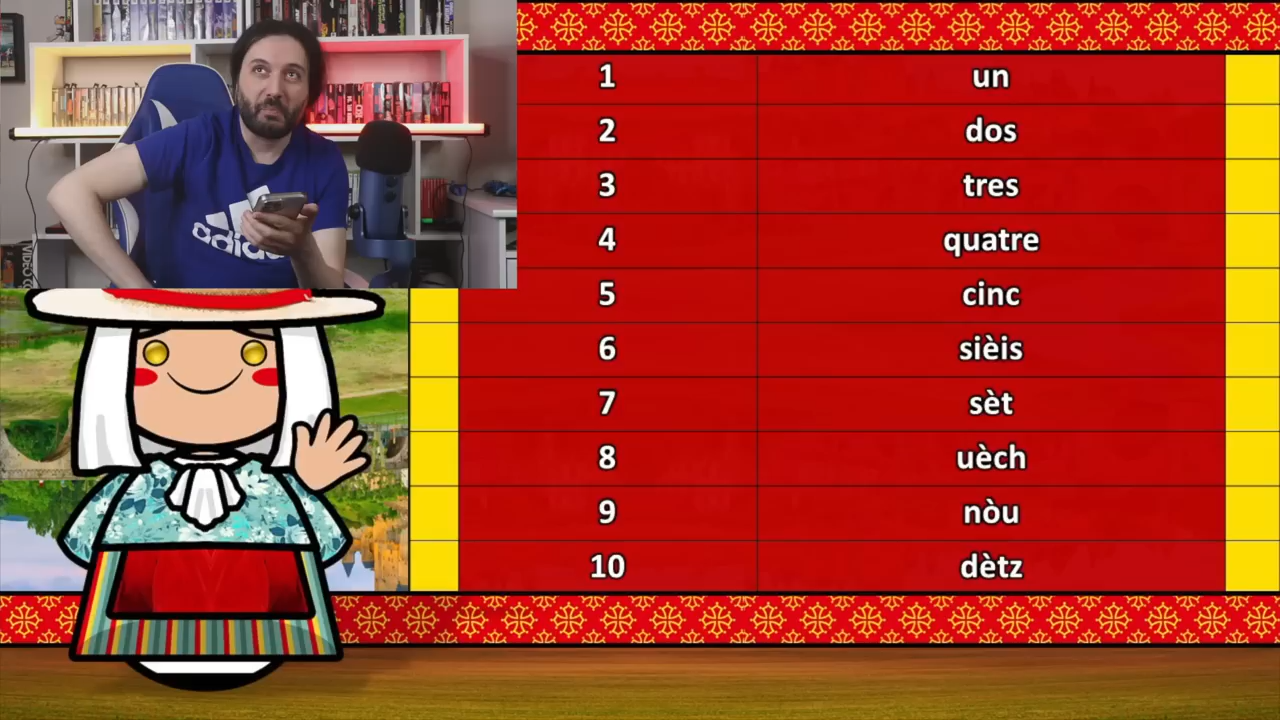 1 un
2 dos
3 tres
4 quatre
5 cinc
6 sièis
7 sèt
8 uèch
9 nòu
10 dètz
adidas